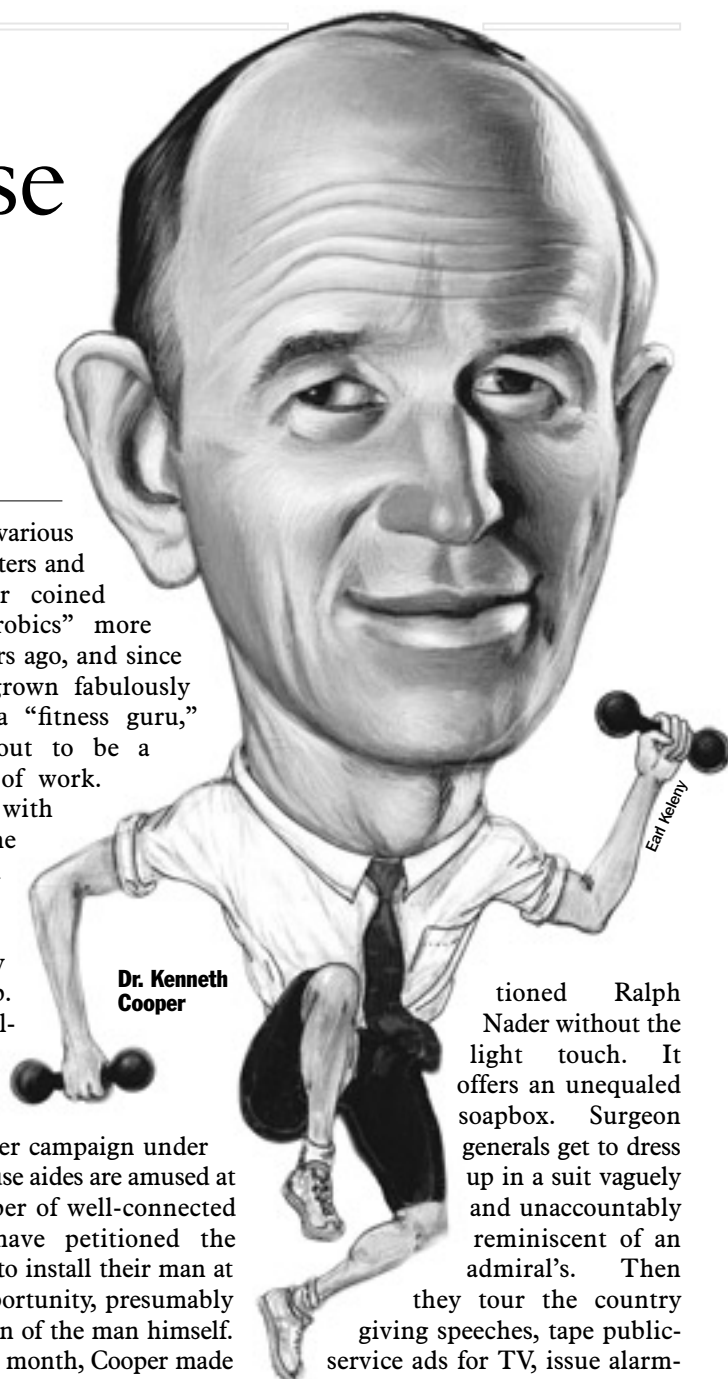 se
various
ters and
r coined
robics” more
rs ago, and since
grown fabulously
a “fitness guru,”
out to be a
of work.
with
ne
y
o.
l-
er campaign under
use aides are amused at
ber of well-connected
have petitioned the
to install their man at
portunity, presumably
n of the man himself.
month, Cooper made
Dr. Kenneth
Cooper
Earl Keleny
tioned Ralph
Nader without the
light touch. It
offers an unequaled
soapbox. Surgeon
generals get to dress
up in a suit vaguely
and unaccountably
reminiscent of an
admiral’s. Then
they tour the country
giving speeches, tape public-
service ads for TV, issue alarm-